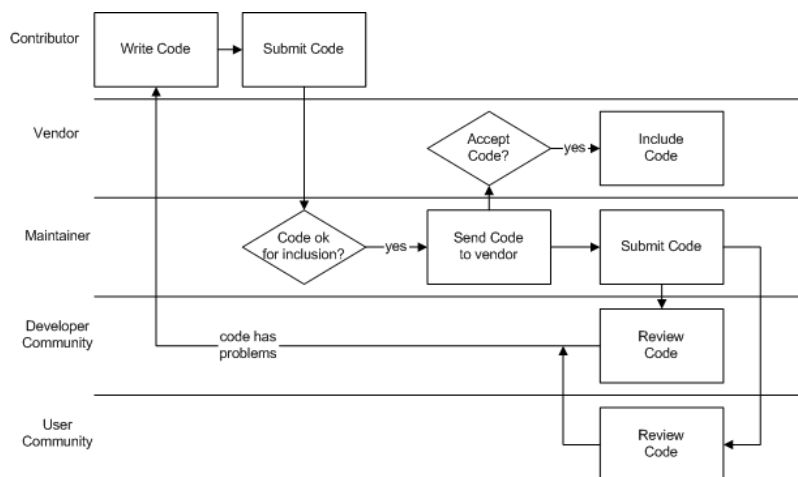 Contributor
Write Code
Submit Code
Vendor
Accept
Code?
yes
Include
Code
Maintainer
Code ok
for inclusion?
yes
Send Code
to vendor
Submit Code
Developer
Community
code has
problems
Review
Code
User
Community
Review
Code